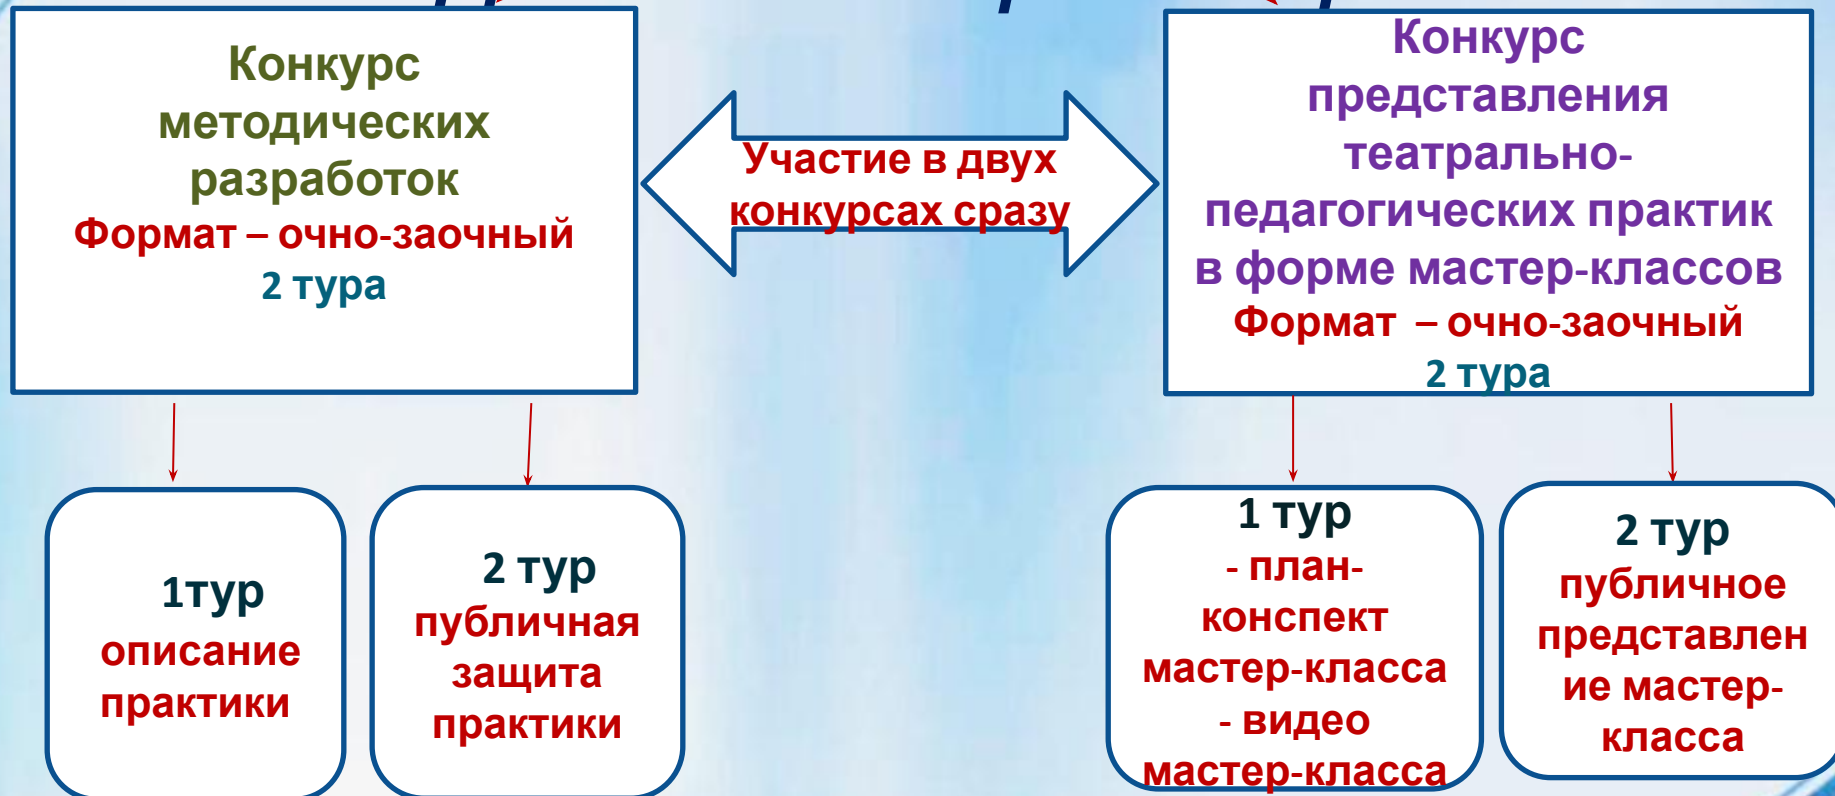 Конкурс
методических
разработок
Формат – очно-заочный
2 тура
Участие в двух
конкурсах сразу
Конкурс
представления
театрально-
педагогических практик
в форме мастер-классов
Формат – очно-заочный
2 тура
1тур
описание
практики
2 тур
публичная
защита
практики
1 тур
- план-
конспект
мастер-класса
- видео
мастер-класса
2 тур
публичное
представлен
ие мастер-
класса